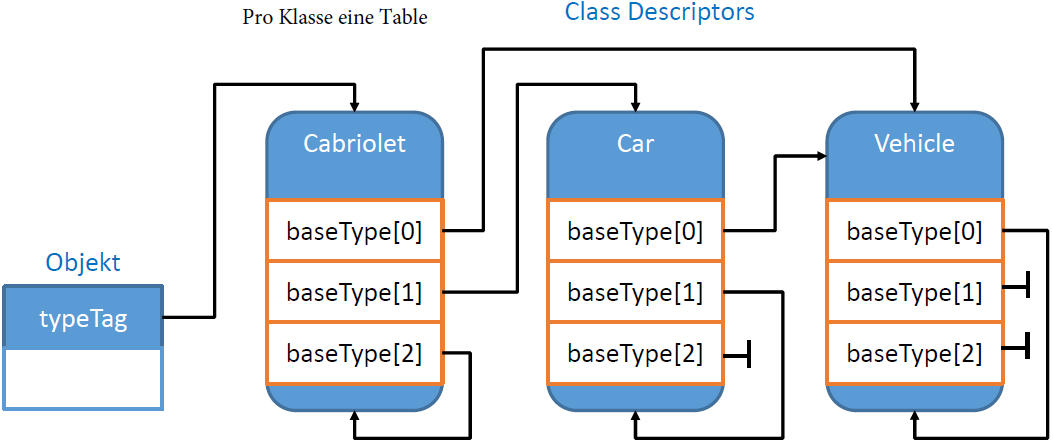 Pro Klasse eine Table
Class Descriptors
Cabriolet
Car
Vehicle
baseType[0]
baseType[0]
baseType[0]
Objekt
typeTag
baseType[1]
baseType[1]
baseType[1]
baseType[2]
baseType[2]
baseType[2]